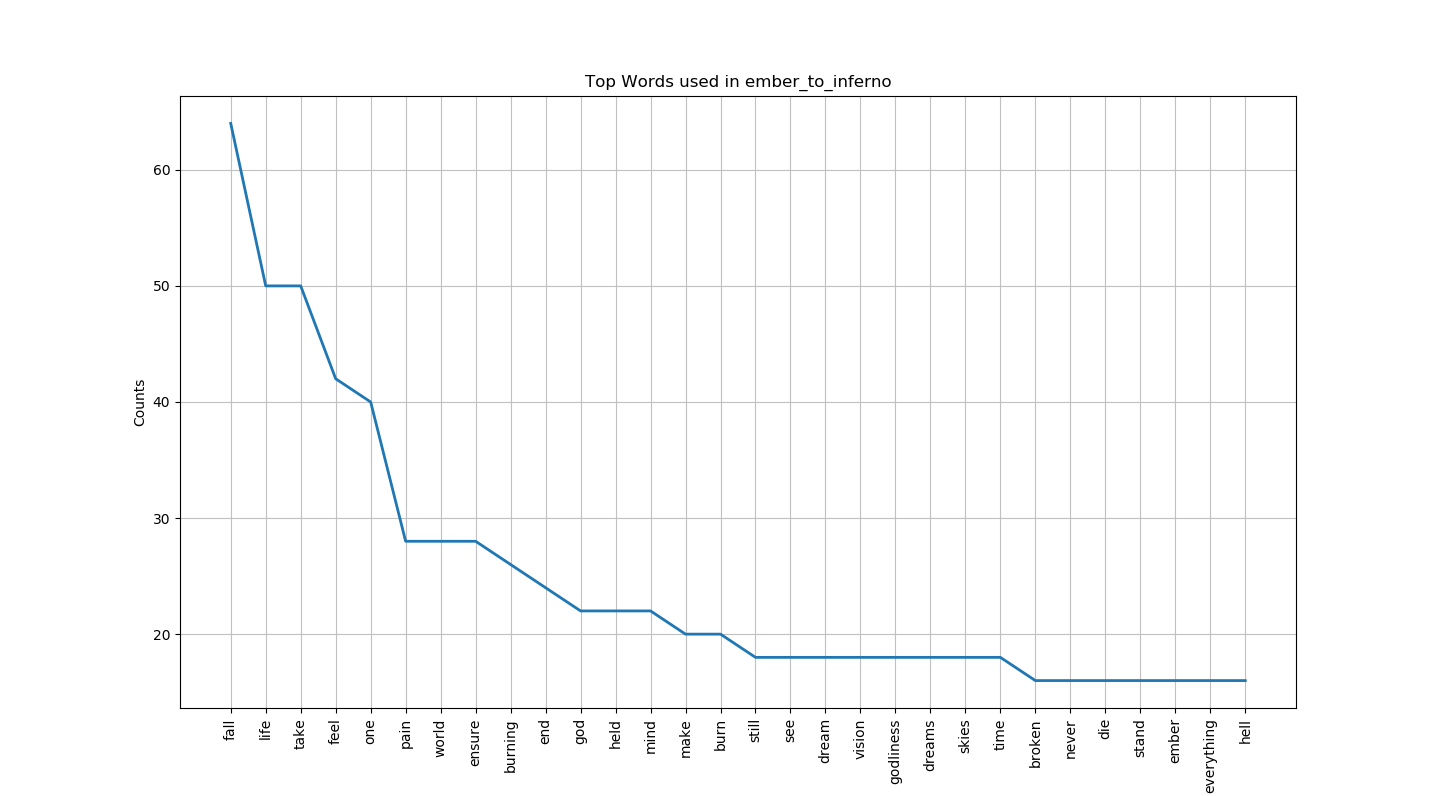 Top Words used in ember_to_inferno
Counts
60
50
40
30
20
fall
life
take
feel
one
pain
world
ensure
burning
end
god
held
mind
make
burn
still
see
dream
vision
godliness
dreams
skies
time
broken
never
die
stand
ember
everything
hell